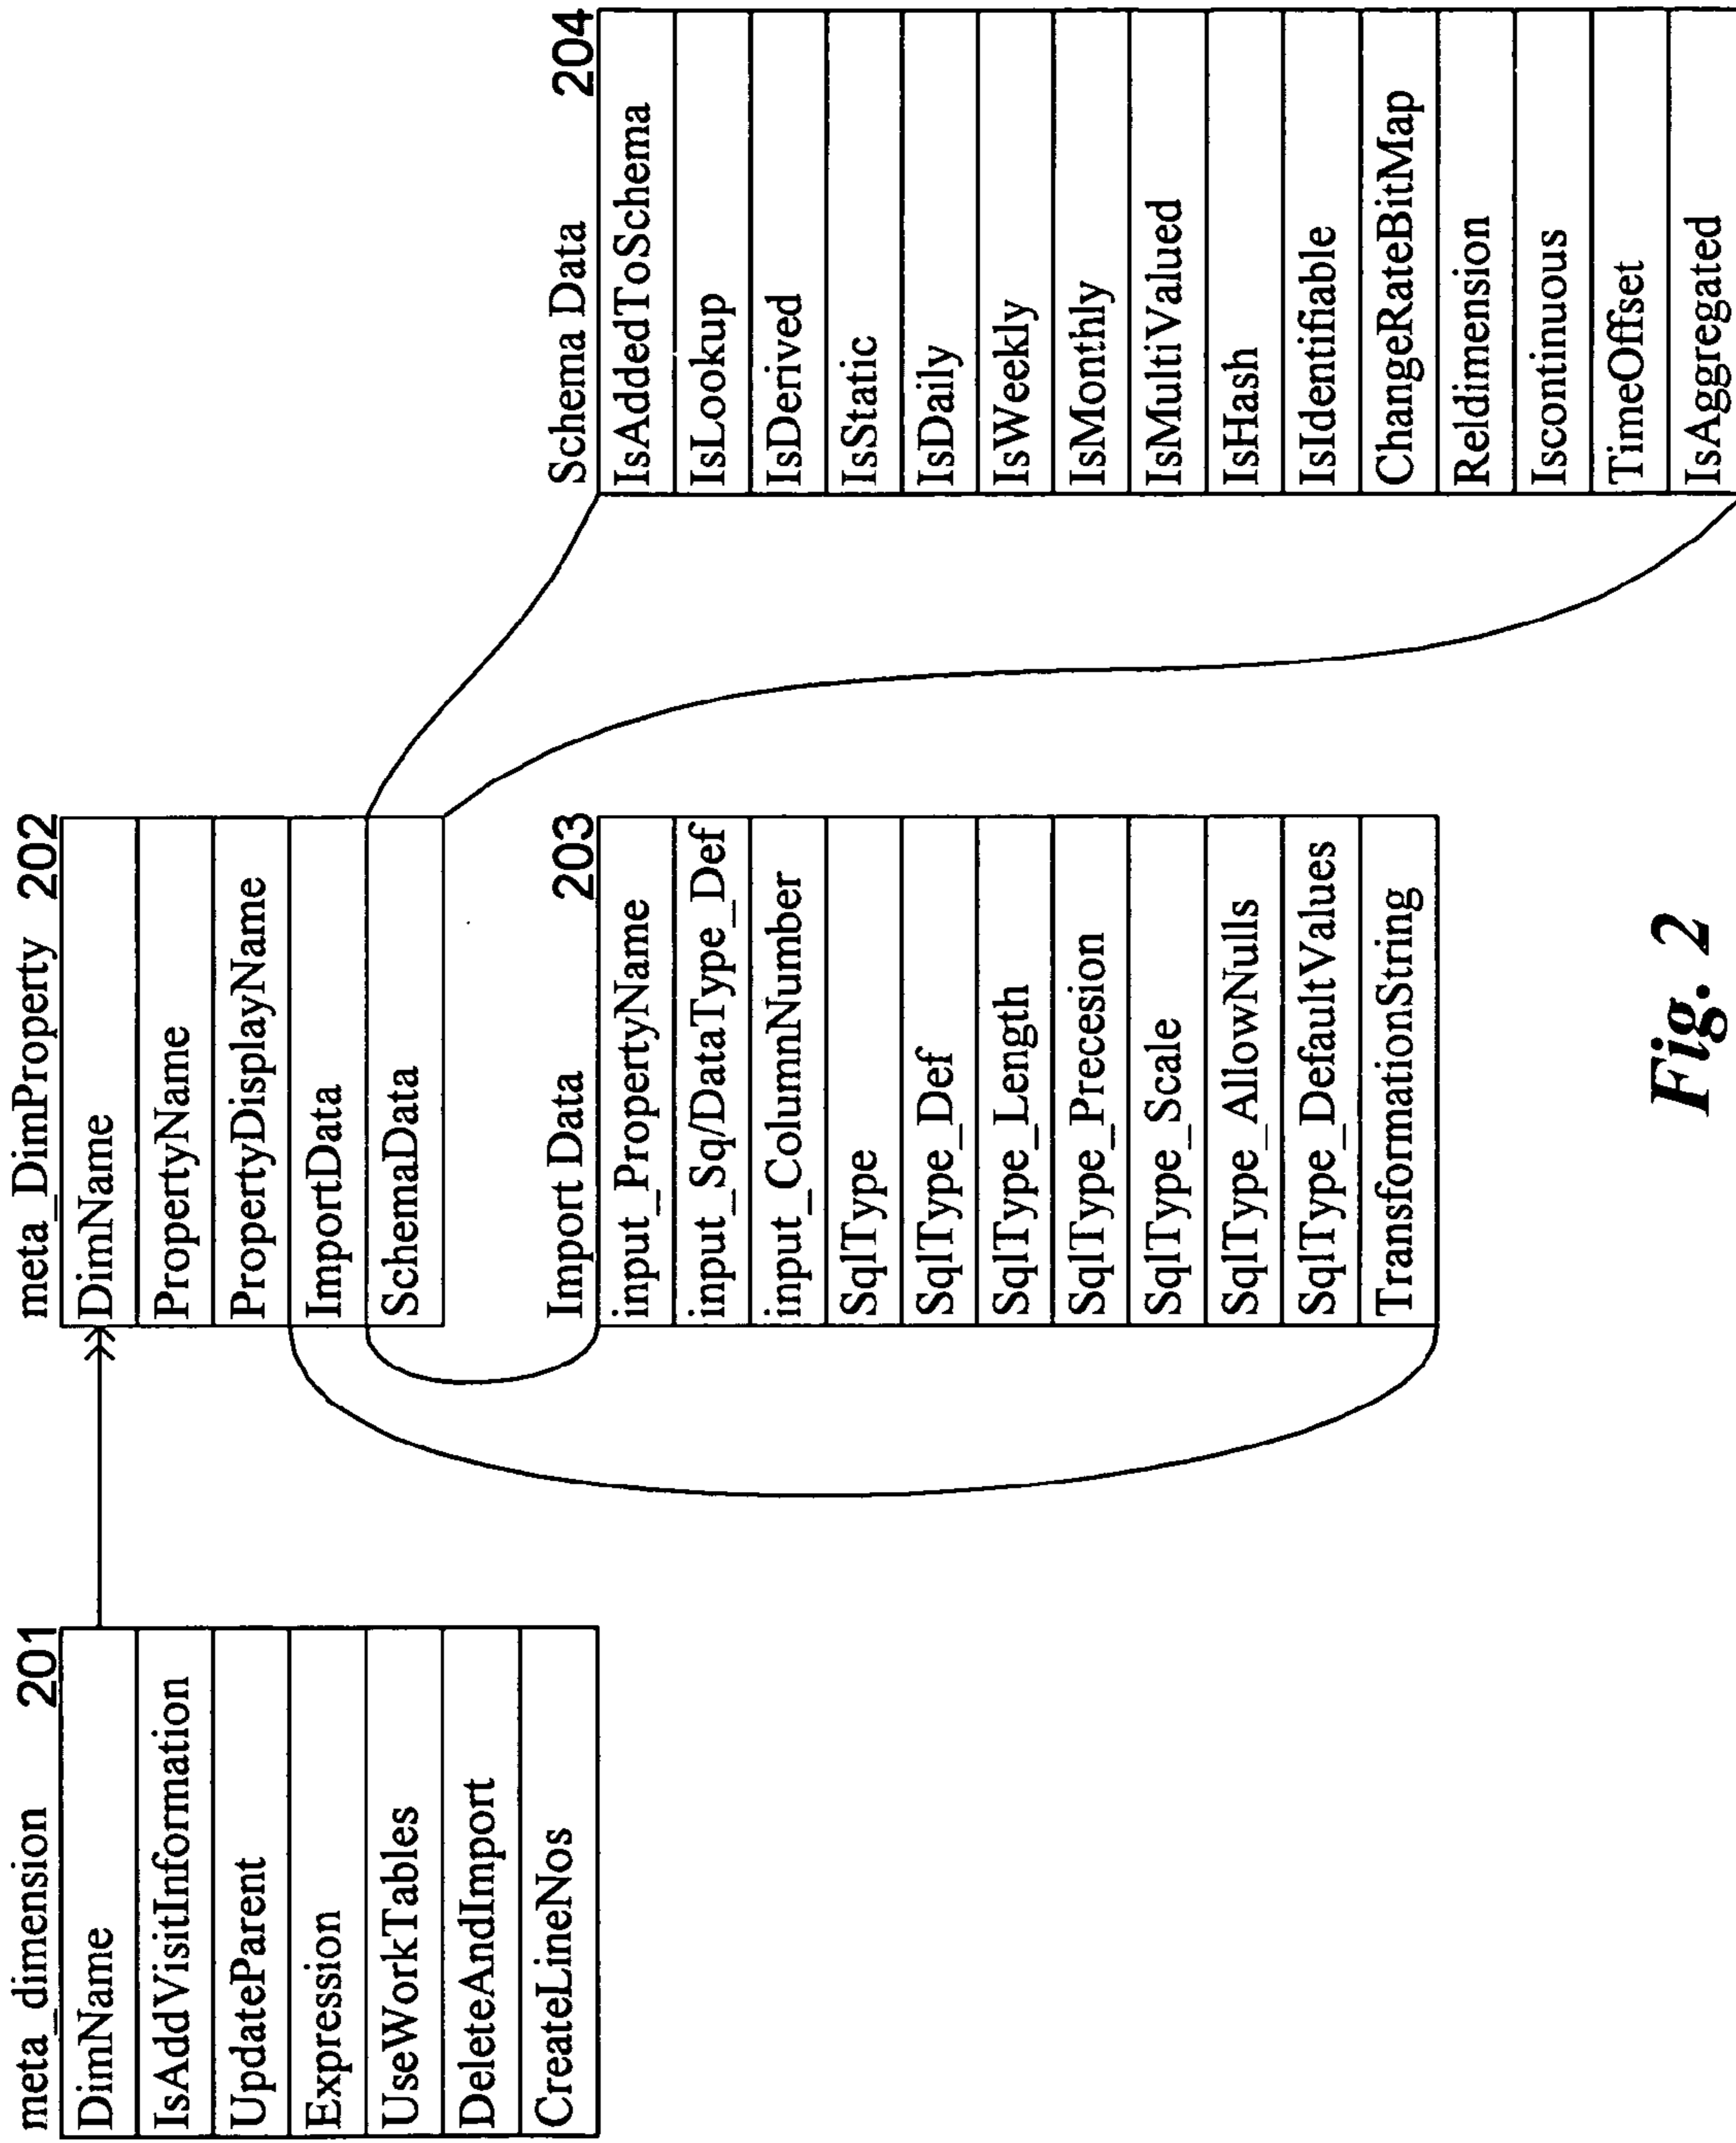 meta_dimension 201
DimName
IsAddVisitInformation
UpdateParent
Expression
UseWorkTables
DeleteAndImport
CreateLineNos
meta_DimProperty 202
DimName
PropertyName
PropertyDisplayName
ImportData
SchemaData
Import Data 203
input_PropertyName
input_Sq/DataType_Def
input_ColumnNumber
SqlType
SqlType_Def
SqlType_Length
SqlType_Precesion
SqlType_Scale
SqlType_AllowNulls
SqlType_DefaultValues
TransformationString
Schema Data 204
IsAddedToSchema
IsLookup
IsDerived
IsStatic
IsDaily
IsWeekly
IsMonthly
IsMultiValued
IsHash
IsIdentifiable
ChangeRateBitMap
Reldimension
Iscontinuous
TimeOffset
IsAggregated
Fig. 2